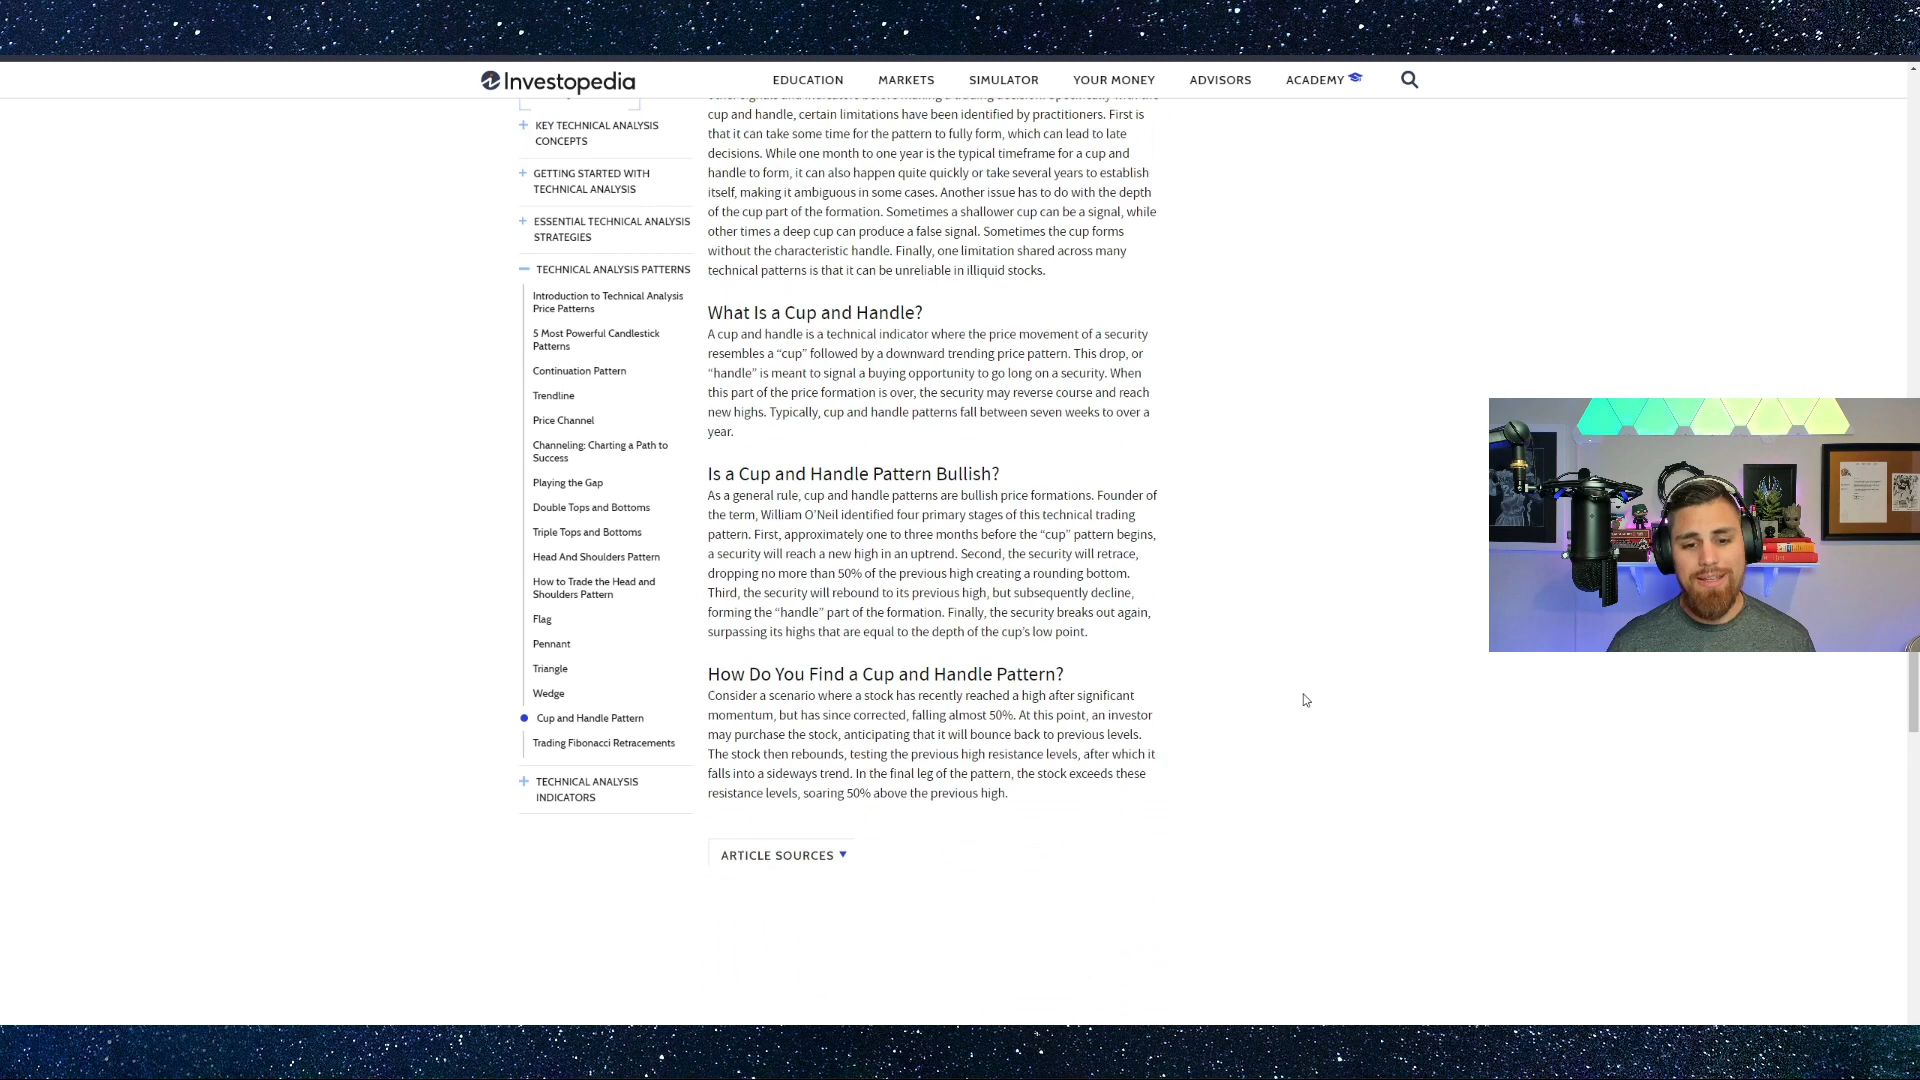 Investopedia
EDUCATION
MARKETS
SIMULATOR
YOUR MONEY
ADVISORS
ACADEMY
KEY TECHNICAL ANALYSIS
CONCEPTS
GETTING STARTED WITH
TECHNICAL ANALYSIS
ESSENTIAL TECHNICAL ANALYSIS
STRATEGIES
TECHNICAL ANALYSIS PATTERNS
Introduction to Technical Analysis
Price Patterns
5 Most Powerful Candlestick
Patterns
Continuation Pattern
Trendline
Price Channel
Channeling: Charting a Path to
Success
Playing the Gap
Double Tops and Bottoms
Triple Tops and Bottoms
Head And Shoulders Pattern
How to Trade the Head and
Shoulders Pattern
Flag
Pennant
Triangle
Wedge
Cup and Handle Pattern
Trading Fibonacci Retracements
TECHNICAL ANALYSIS
INDICATORS
cup and handle, certain limitations have been identified by practitioners. First is
that it can take some time for the pattern to fully form, which can lead to late
decisions. While one month to one year is the typical timeframe for a cup and
handle to form, it can also happen quite quickly or take several years to establish
itself, making it ambiguous in some cases. Another issue has to do with the depth
of the cup part of the formation. Sometimes a shallower cup can be a signal, while
other times a deep cup can produce a false signal. Sometimes the cup forms
without the characteristic handle. Finally, one limitation shared across many
technical patterns is that it can be unreliable in illiquid stocks.
What Is a Cup and Handle?
A cup and handle is a technical indicator where the price movement of a security
resembles a “cup” followed by a downward trending price pattern. This drop, or
“handle” is meant to signal a buying opportunity to go long on a security. When
this part of the price formation is over, the security may reverse course and reach
new highs. Typically, cup and handle patterns fall between seven weeks to over a
year.
Is a Cup and Handle Pattern Bullish?
As a general rule, cup and handle patterns are bullish price formations. Founder of
the term, William O’Neil identified four primary stages of this technical trading
pattern. First, approximately one to three months before the “cup” pattern begins,
a security will reach a new high in an uptrend. Second, the security will retrace,
dropping no more than 50% of the previous high creating a rounding bottom.
Third, the security will rebound to its previous high, but subsequently decline,
forming the “handle” part of the formation. Finally, the security breaks out again,
surpassing its highs that are equal to the depth of the cup’s low point.
How Do You Find a Cup and Handle Pattern?
Consider a scenario where a stock has recently reached a high after significant
momentum, but has since corrected, falling almost 50%. At this point, an investor
may purchase the stock, anticipating that it will bounce back to previous levels.
The stock then rebounds, testing the previous high resistance levels, after which it
falls into a sideways trend. In the final leg of the pattern, the stock exceeds these
resistance levels, soaring 50% above the previous high.
ARTICLE SOURCES